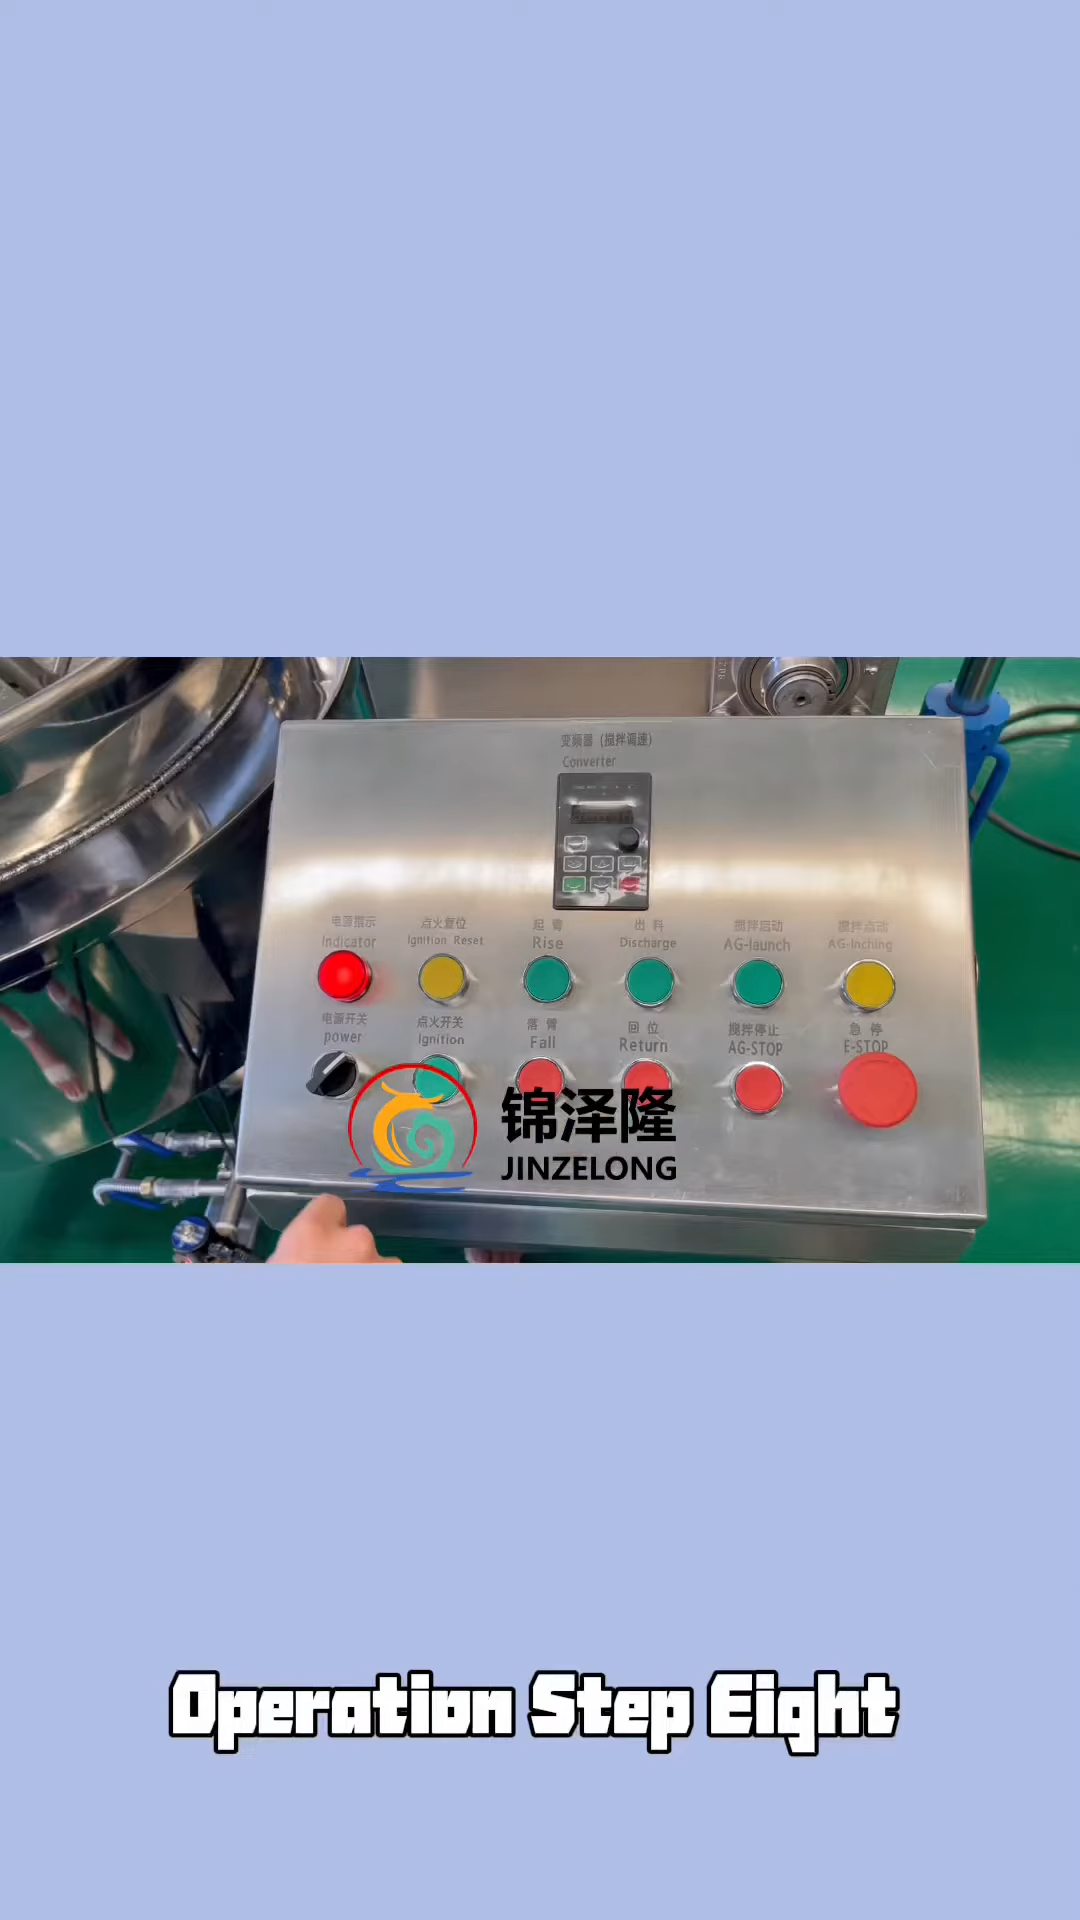 变频器 (搅拌调速)
Converter
电源指示
Indicator
点火复位
Ignition Reset
起臂
Rise
出料
Discharge
搅拌启动
AG-launch
搅拌点动
AG-Inching
电源开关
power
点火开关
Ignition
落臂
Fall
回位
Return
搅拌停止
AG-STOP
急停
E-STOP
锦泽隆
JINZELONG
Operation Step Eight